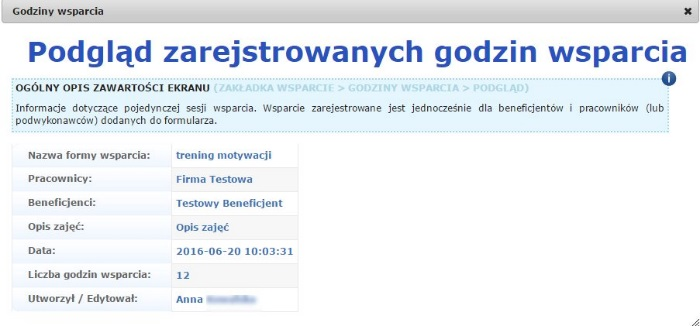 Godziny wsparcia
Podgląd zarejstrowanych godzin wsparcia
OGÓLNY OPIS ZAWARTOŚCI EKRANU (ZAKŁADKA WSPARCIE > GODZINY WSPARCIA > PODGLĄD)
Informacje dotyczące pojedynczej sesji wsparcia. Wsparcie zarejestrowane jest jednocześnie dla beneficjentów i pracowników (lub
podwykonawców) dodanych do formularza.
Nazwa formy wsparcia: trening motywacji
Pracownicy: Firma Testowa
Beneficjenci: Testowy Beneficjent
Opis zajęć: Opis zajęć
Data: 2016-06-20 10:03:31
Liczba godzin wsparcia: 12
Utworzył / Edytował: Anna